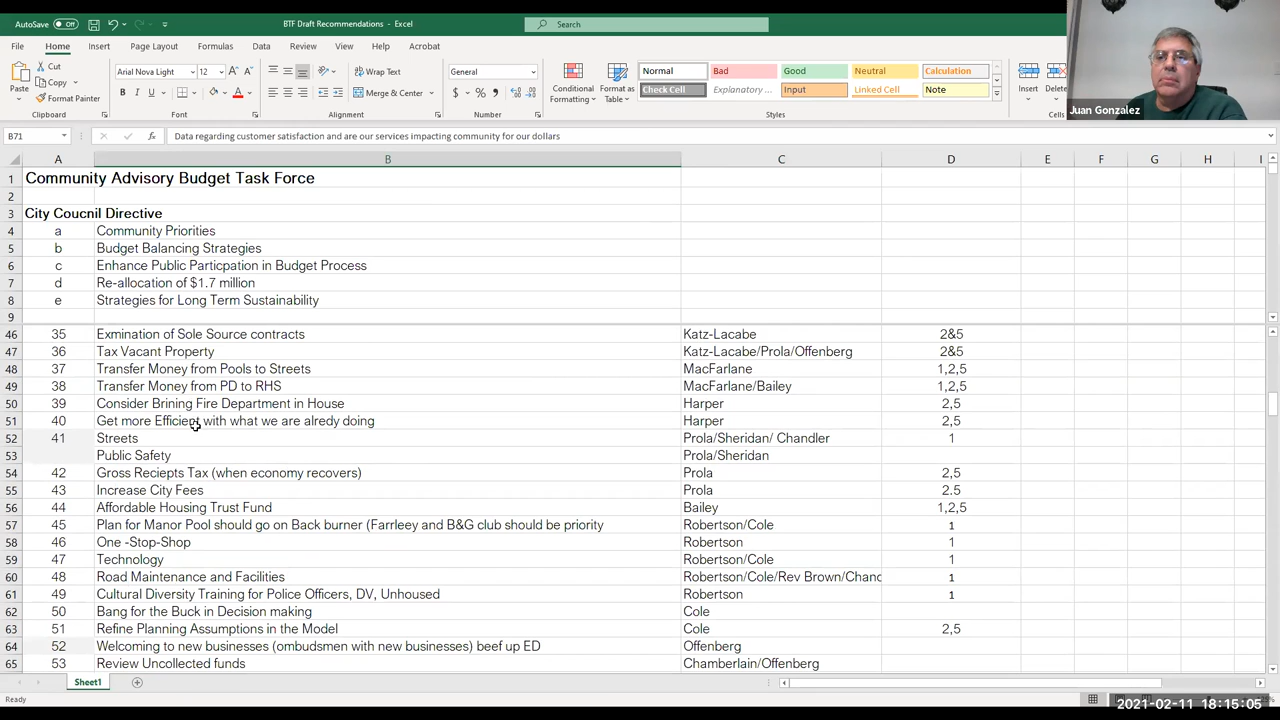 AutoSave Off BTF Draft Recommendations - Excel Search
File Home Insert Page Layout Formulas Data Review View Help Acrobat
Paste Cut Copy Format Painter Clipboard
Arial Nova Light 12 A A B I U A Font
Wrap Text Merge & Center Alignment
General $ % Number
Conditional Formatting Format as Table
Normal Bad Good Neutral Calculation
Check Cell Explanatory ... Input Linked Cell Note
Styles
Insert Delete Cells
Juan Gonzalez
B71 fx Data regarding customer satisfaction and are our services impacting community for our dollars
A B C D E F G H I
1 Community Advisory Budget Task Force
2
3 City Coucnil Directive
4 a Community Priorities
5 b Budget Balancing Strategies
6 c Enhance Public Particpation in Budget Process
7 d Re-allocation of $1.7 million
8 e Strategies for Long Term Sustainability
9
46 35 Exmination of Sole Source contracts Katz-Lacabe 2&5
47 36 Tax Vacant Property Katz-Lacabe/Prola/Offenberg 2&5
48 37 Transfer Money from Pools to Streets MacFarlane 1,2,5
49 38 Transfer Money from PD to RHS MacFarlane/Bailey 1,2,5
50 39 Consider Brining Fire Department in House Harper 2,5
51 40 Get more Efficient with what we are alredy doing Harper 2,5
52 41 Streets Prola/Sheridan/ Chandler 1
53 Public Safety Prola/Sheridan
54 42 Gross Reciepts Tax (when economy recovers) Prola 2,5
55 43 Increase City Fees Prola 2.5
56 44 Affordable Housing Trust Fund Bailey 1,2,5
57 45 Plan for Manor Pool should go on Back burner (Farrleey and B&G club should be priority Robertson/Cole 1
58 46 One -Stop-Shop Robertson 1
59 47 Technology Robertson/Cole 1
60 48 Road Maintenance and Facilities Robertson/Cole/Rev Brown/Chanc 1
61 49 Cultural Diversity Training for Police Officers, DV, Unhoused Robertson 1
62 50 Bang for the Buck in Decision making Cole
63 51 Refine Planning Assumptions in the Model Cole 2,5
64 52 Welcoming to new businesses (ombudsmen with new businesses) beef up ED Offenberg
65 53 Review Uncollected funds Chamberlain/Offenberg
Sheet1
Ready
2021-02-11 18:15:05